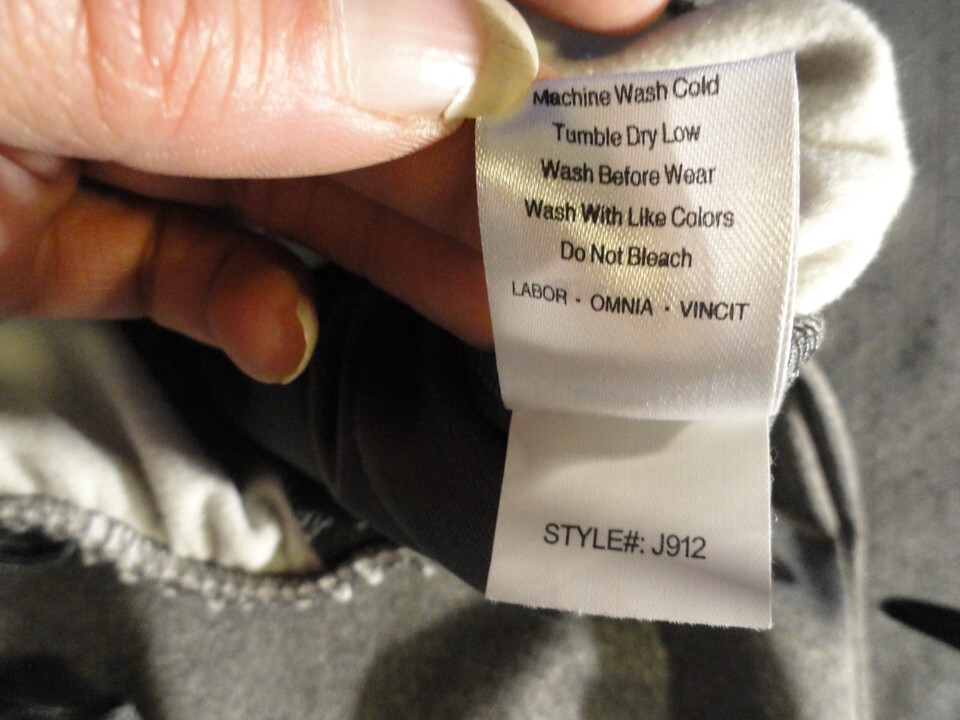 Machine Wash Cold
Tumble Dry Low
Wash Before Wear
Wash With Like Colors
Do Not Bleach
LABOR · OMNIA · VINCIT
STYLE#: J912